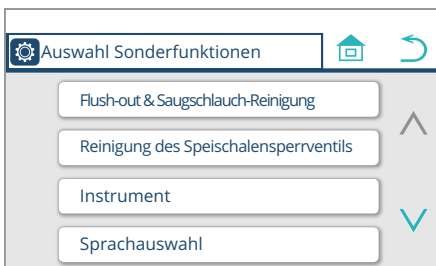 Auswahl Sonderfunktionen
Flush-out & Saugschlauch-Reinigung
Reinigung des Speischalensperrventils
Instrument
Sprachauswahl